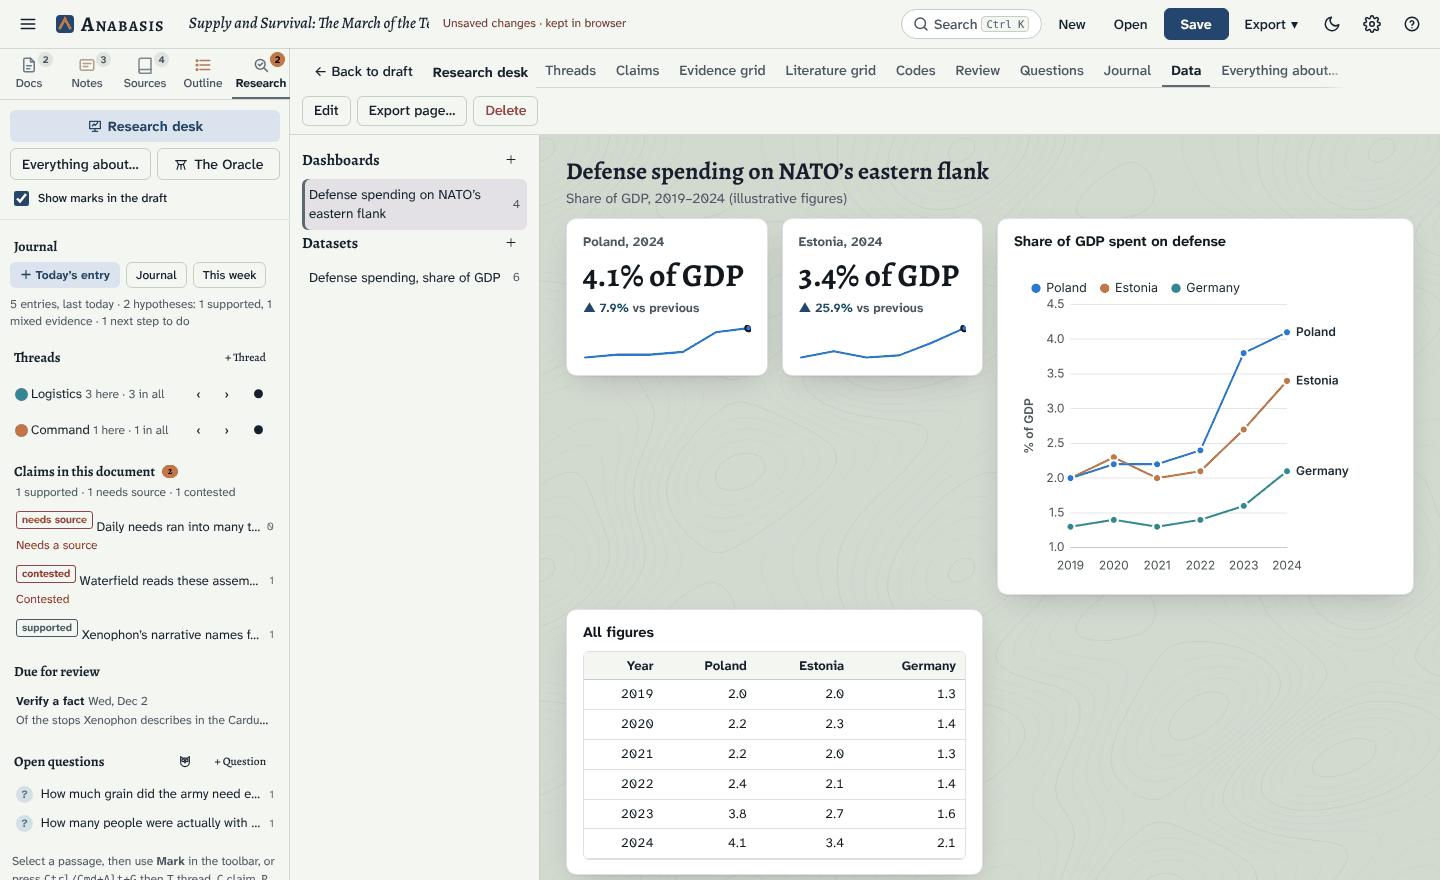 Anabasis
Supply and Survival: The March of the Te
Unsaved changes · kept in browser
Search Ctrl K
New
Open
Save
Export ▾
Docs 2
Notes 3
Sources 4
Outline
Research 2
← Back to draft
Research desk
Threads
Claims
Evidence grid
Literature grid
Codes
Review
Questions
Journal
Data
Everything about...
Edit
Export page...
Delete
Research desk
Everything about...
The Oracle
Show marks in the draft
Journal
+ Today's entry
Journal
This week
5 entries, last today · 2 hypotheses: 1 supported, 1
mixed evidence · 1 next step to do
Threads
+ Thread
Logistics 3 here · 3 in all ‹ ›
Command 1 here · 1 in all ‹ ›
Claims in this document 2
1 supported · 1 needs source · 1 contested
needs source Daily needs ran into many t... 0
Needs a source
contested Waterfield reads these assem... 1
Contested
supported Xenophon's narrative names f... 1
Due for review
Verify a fact Wed, Dec 2
Of the stops Xenophon describes in the Cardu...
Open questions
+ Question
? How much grain did the army need e... 1
? How many people were actually with ... 1
Select a passage, then use Mark in the toolbar, or
press Ctrl/Cmd+Alt+G then T thread, C claim, R
Dashboards +
Defense spending on NATO's
eastern flank 4
Datasets +
Defense spending, share of GDP 6
Defense spending on NATO's eastern flank
Share of GDP, 2019–2024 (illustrative figures)
Poland, 2024
4.1% of GDP
▲ 7.9% vs previous
Estonia, 2024
3.4% of GDP
▲ 25.9% vs previous
Share of GDP spent on defense
Poland Estonia Germany
4.5
4.0
3.5
3.0
2.5
2.0
1.5
1.0
% of GDP
Poland
Estonia
Germany
2019 2020 2021 2022 2023 2024
All figures
Year Poland Estonia Germany
2019 2.0 2.0 1.3
2020 2.2 2.3 1.4
2021 2.2 2.0 1.3
2022 2.4 2.1 1.4
2023 3.8 2.7 1.6
2024 4.1 3.4 2.1